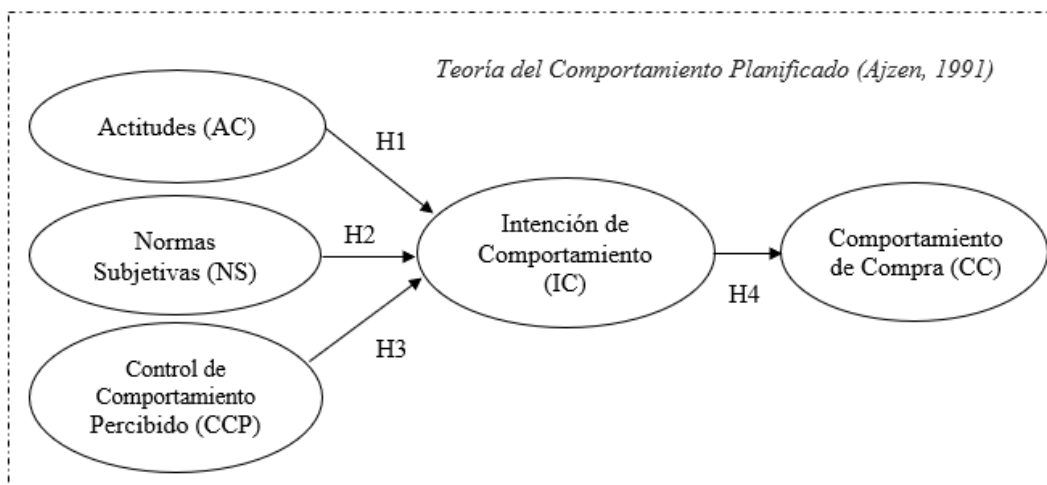 Teoría del Comportamiento Planificado (Ajzen, 1991)
Actitudes (AC)
H1
Normas
Subjetivas (NS)
H2
Control de
Comportamiento
Percibido (CCP)
H3
Intención de
Comportamiento
(IC)
H4
Comportamiento
de Compra (CC)